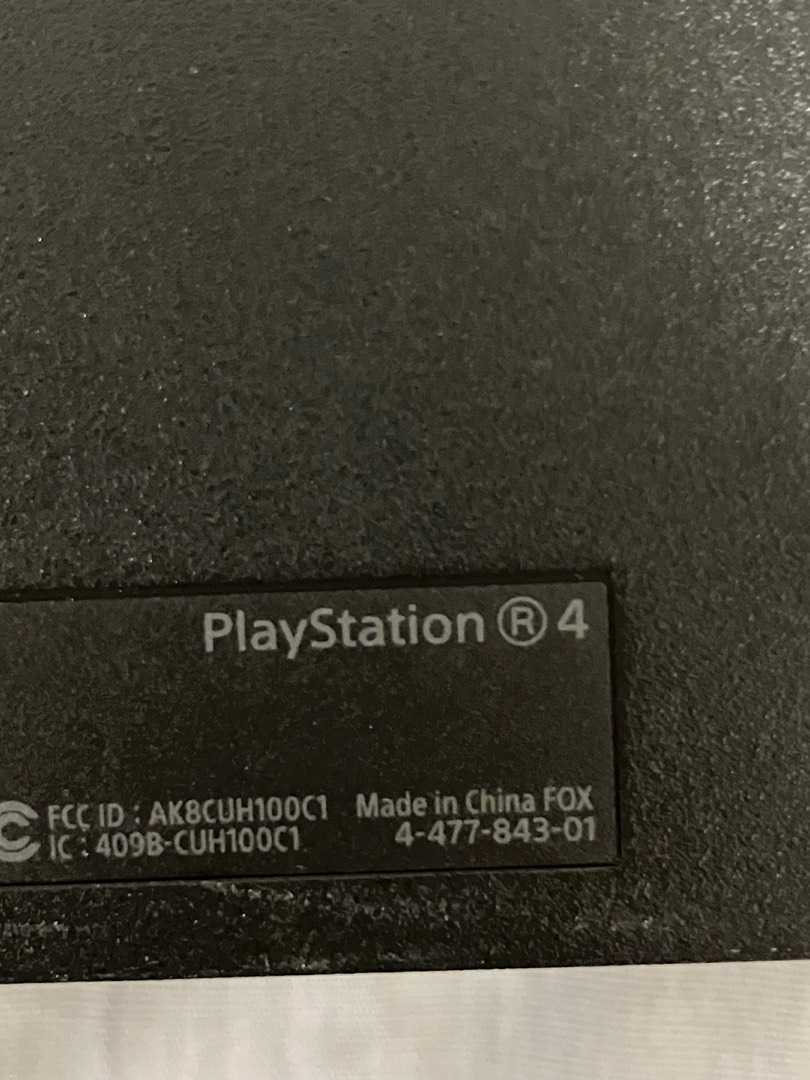 PlayStation ® 4
FCC ID : AK8CUH100C1 Made in China FOX
IC : 409B-CUH100C1 4-477-843-01